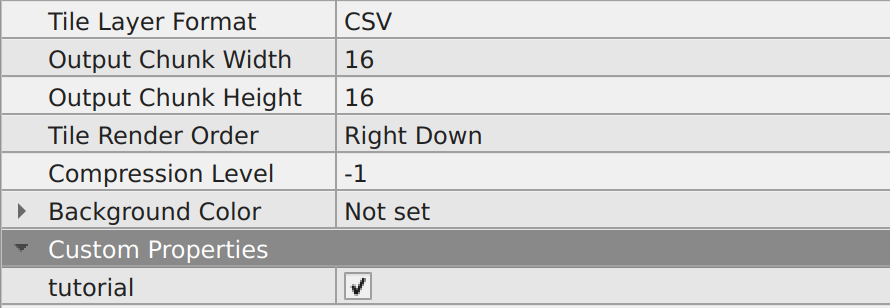 Tile Layer Format CSV
Output Chunk Width 16
Output Chunk Height 16
Tile Render Order Right Down
Compression Level -1
Background Color Not set
Custom Properties
tutorial